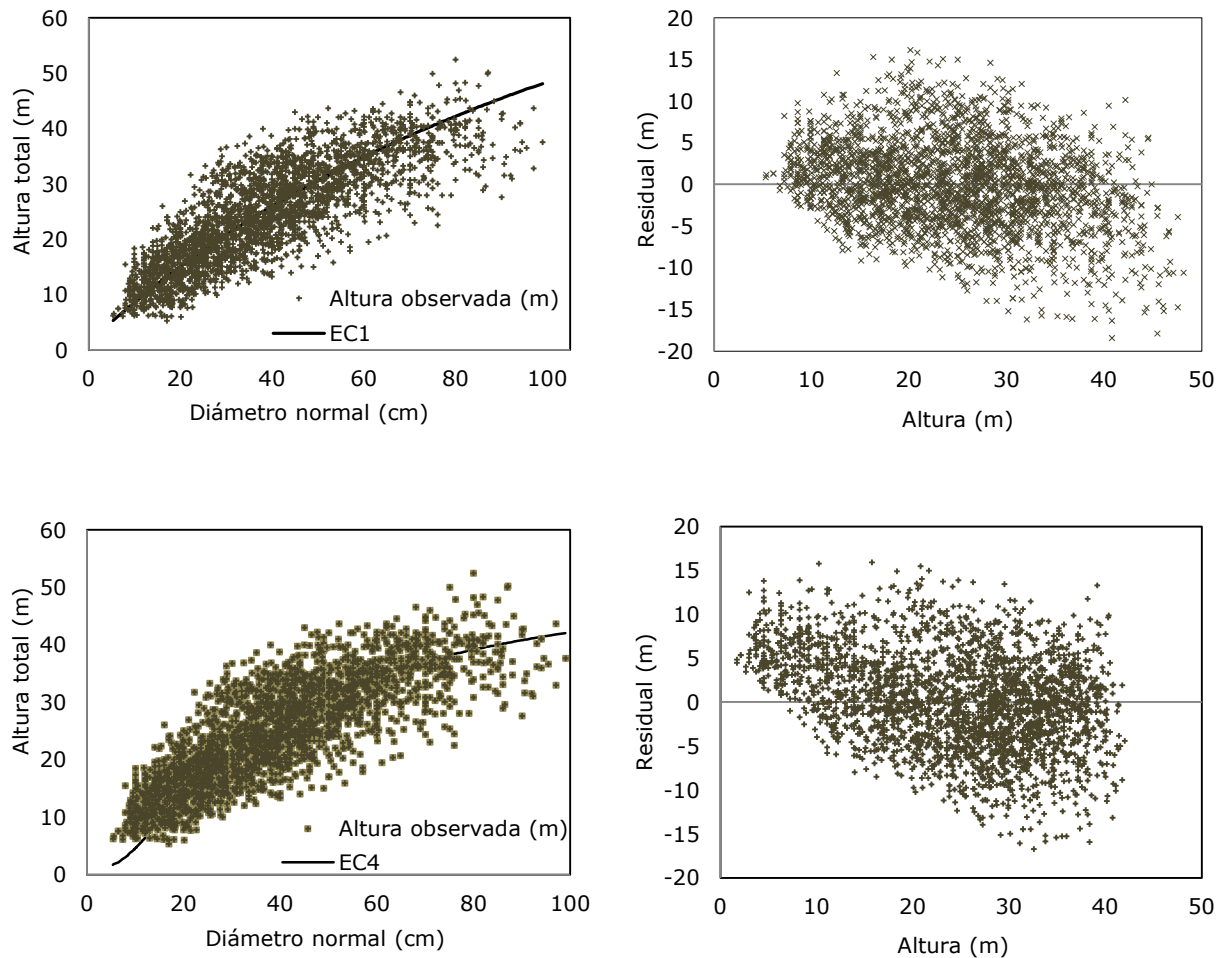 60
50
40
30
20
10
0
Altura total (m)
Altura observada (m)
EC1
0 20 40 60 80 100
Diámetro normal (cm)
20
15
10
5
0
-5
-10
-15
-20
Residual (m)
0 10 20 30 40 50
Altura (m)
60
50
40
30
20
10
0
Altura total (m)
Altura observada (m)
EC4
0 20 40 60 80 100
Diámetro normal (cm)
20
15
10
5
0
-5
-10
-15
-20
Residual (m)
0 10 20 30 40 50
Altura (m)